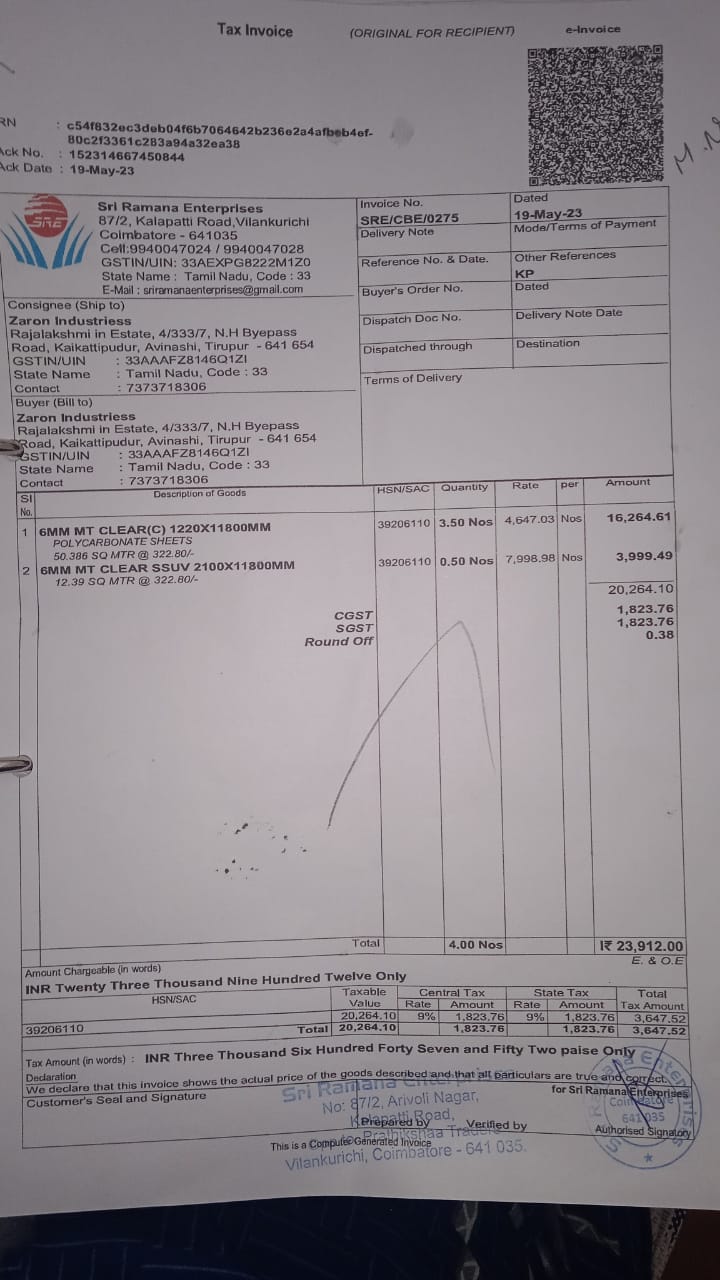 Tax Invoice
(ORIGINAL FOR RECIPIENT)
e-Invoice
RN : c54f832ec3deb04f6b7064642b236e2a4afbeb4ef-
80c2f3361c283a94a32ea38
Ack No. : 152314667450844
Ack Date : 19-May-23
SRE
Sri Ramana Enterprises
87/2, Kalapatti Road,Vilankurichi
Coimbatore - 641035
Cell:9940047024 / 9940047028
GSTIN/UIN: 33AEXPG8222M1Z0
State Name : Tamil Nadu, Code : 33
E-Mail : sriramanaenterprises@gmail.com
Invoice No.
SRE/CBE/0275
Dated
19-May-23
Delivery Note
Mode/Terms of Payment
Reference No. & Date.
Other References
KP
Buyer's Order No.
Dated
Dispatch Doc No.
Delivery Note Date
Dispatched through
Destination
Terms of Delivery
Consignee (Ship to)
Zaron Industriess
Rajalakshmi in Estate, 4/333/7, N.H Byepass
Road, Kaikattipudur, Avinashi, Tirupur - 641 654
GSTIN/UIN : 33AAAFZ8146Q1ZI
State Name : Tamil Nadu, Code : 33
Contact : 7373718306
Buyer (Bill to)
Zaron Industriess
Rajalakshmi in Estate, 4/333/7, N.H Byepass
Road, Kaikattipudur, Avinashi, Tirupur - 641 654
GSTIN/UIN : 33AAAFZ8146Q1ZI
State Name : Tamil Nadu, Code : 33
Contact : 7373718306
Sl No. Description of Goods HSN/SAC Quantity Rate per Amount
1 6MM MT CLEAR(C) 1220X11800MM 39206110 3.50 Nos 4,647.03 Nos 16,264.61
POLYCARBONATE SHEETS
50.386 SQ MTR @ 322.80/-
2 6MM MT CLEAR SSUV 2100X11800MM 39206110 0.50 Nos 7,998.98 Nos 3,999.49
12.39 SQ MTR @ 322.80/-
20,264.10
CGST 1,823.76
SGST 1,823.76
Round Off 0.38
Total 4.00 Nos I₹ 23,912.00
E. & O.E
Amount Chargeable (in words)
INR Twenty Three Thousand Nine Hundred Twelve Only
HSN/SAC Taxable Value Central Tax State Tax Total Tax Amount
Rate Amount Rate Amount
39206110 20,264.10 9% 1,823.76 9% 1,823.76 3,647.52
Total 20,264.10 1,823.76 1,823.76 3,647.52
Tax Amount (in words) : INR Three Thousand Six Hundred Forty Seven and Fifty Two paise Only
Declaration
We declare that this invoice shows the actual price of the goods described and that all particulars are true and correct.
Customer's Seal and Signature
for Sri Ramana Enterprises
Sri Ramana Enterprises
No: 87/2, Arivoli Nagar,
Kalapatti Road,
Prathikshaa Traders
Vilankurichi, Coimbatore - 641 035.
Prepared by
Verified by
Authorised Signatory
Coimbatore
641 035
This is a Computer Generated Invoice